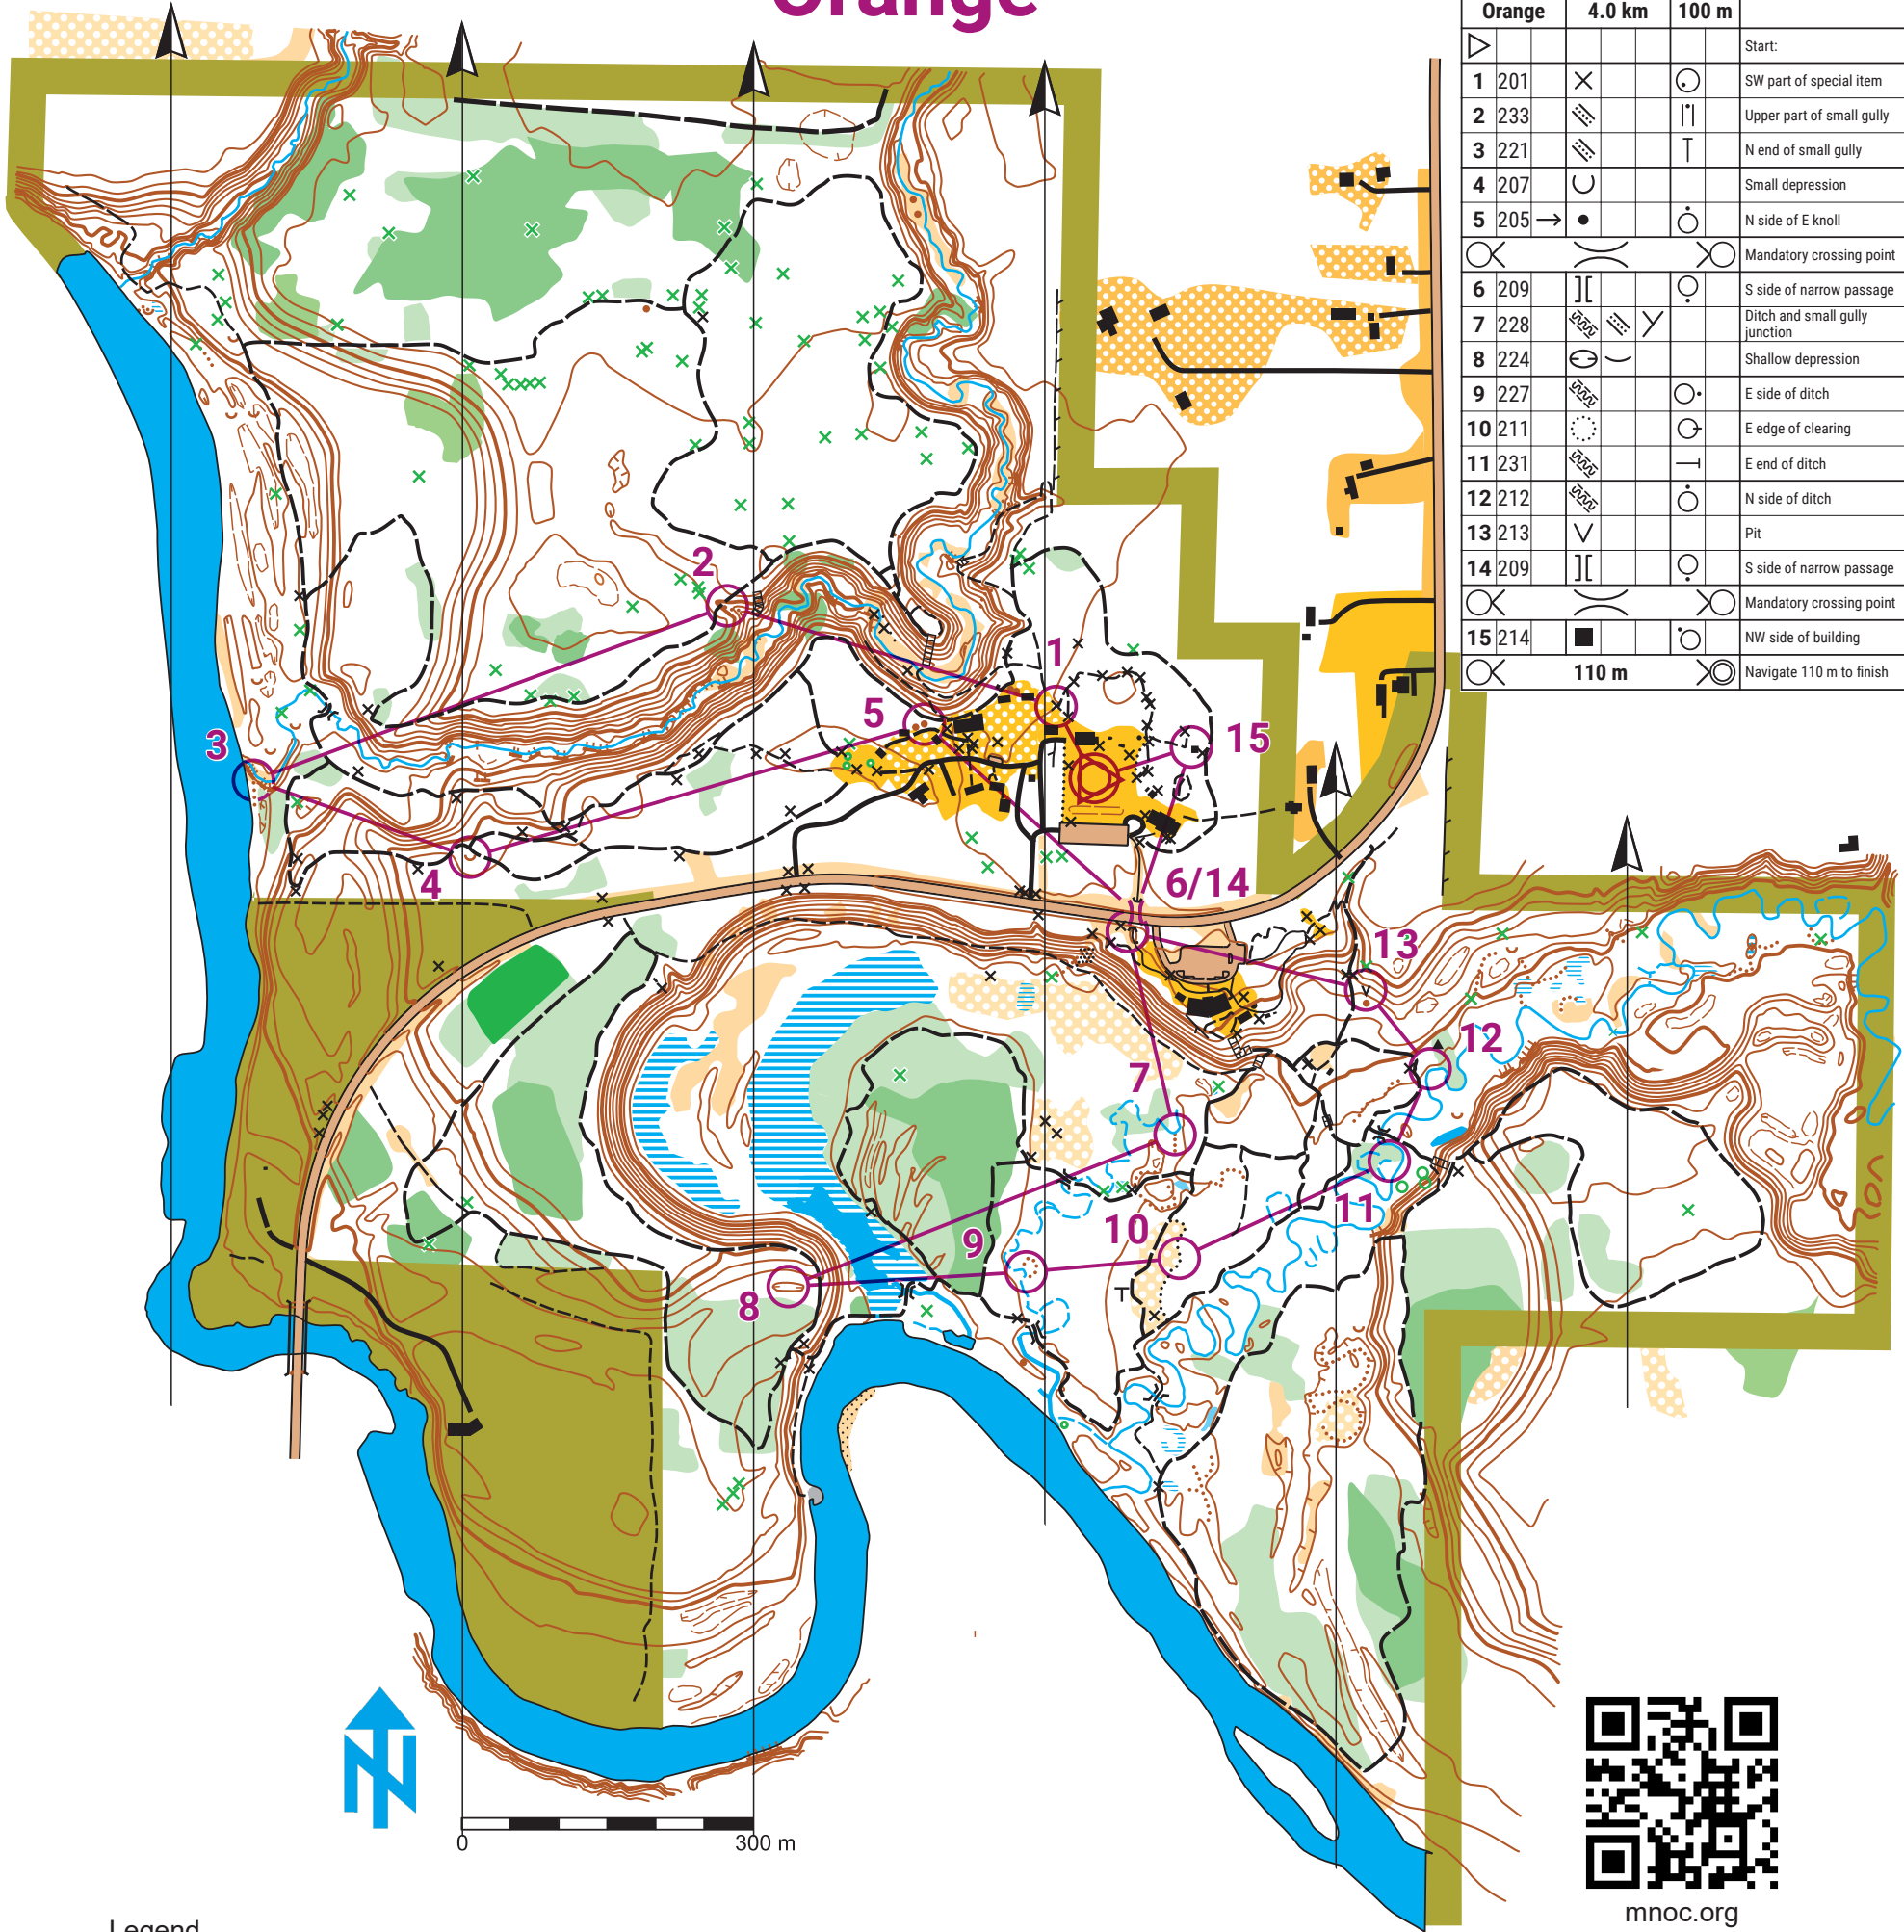 Orange
Orange 4.0 km 100 m
Start:
1 201 SW part of special item
2 233 Upper part of small gully
3 221 N end of small gully
4 207 Small depression
5 205 N side of E knoll
Mandatory crossing point
6 209 S side of narrow passage
7 228 Ditch and small gully
junction
8 224 Shallow depression
9 227 E side of ditch
10 211 E edge of clearing
11 231 E end of ditch
12 212 N side of ditch
13 213 Pit
14 209 S side of narrow passage
Mandatory crossing point
15 214 NW side of building
110 m Navigate 110 m to finish
2
1
5
15
3
4
6/14
13
12
7
11
10
9
8
N
0 300 m
mnoc.org
Legend